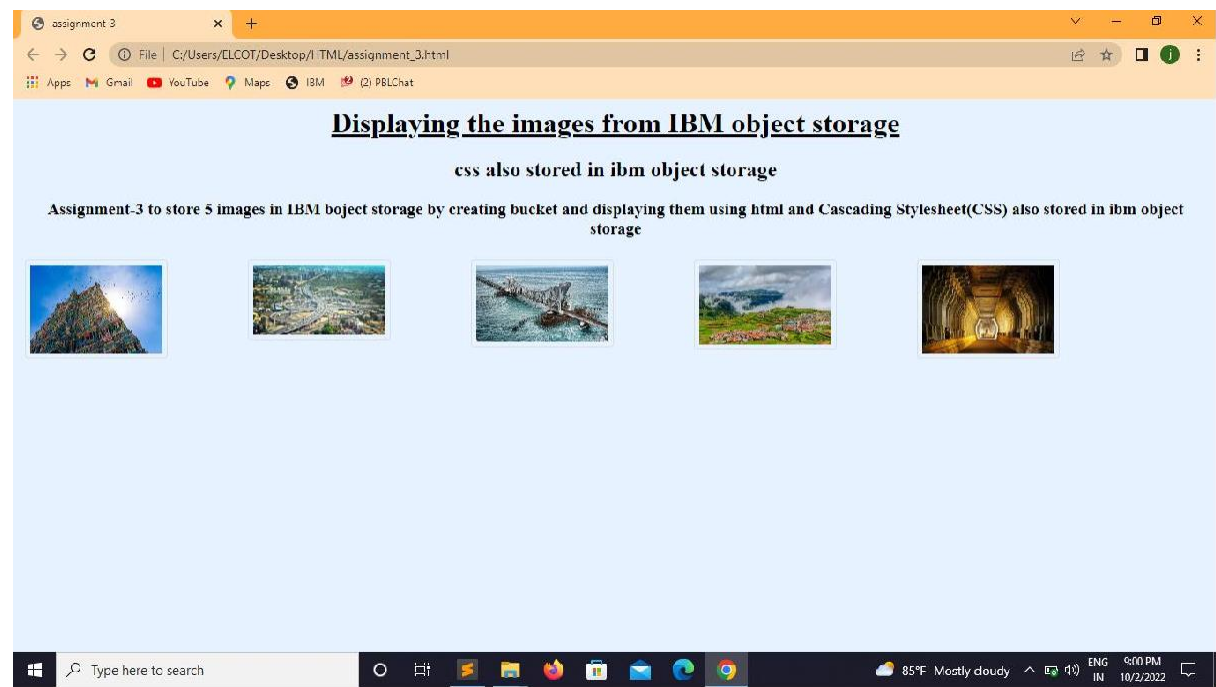 assignment 3
File C:/Users/ELCOT/Desktop/HTML/assignment_3.html
Apps Gmail YouTube Maps IBM (2) PBLChat
Displaying the images from IBM object storage
css also stored in ibm object storage
Assignment-3 to store 5 images in IBM boject storage by creating bucket and displaying them using html and Cascading Stylesheet(CSS) also stored in ibm object
storage
Type here to search
85°F Mostly cloudy
ENG
IN
9:00 PM
10/2/2022
j